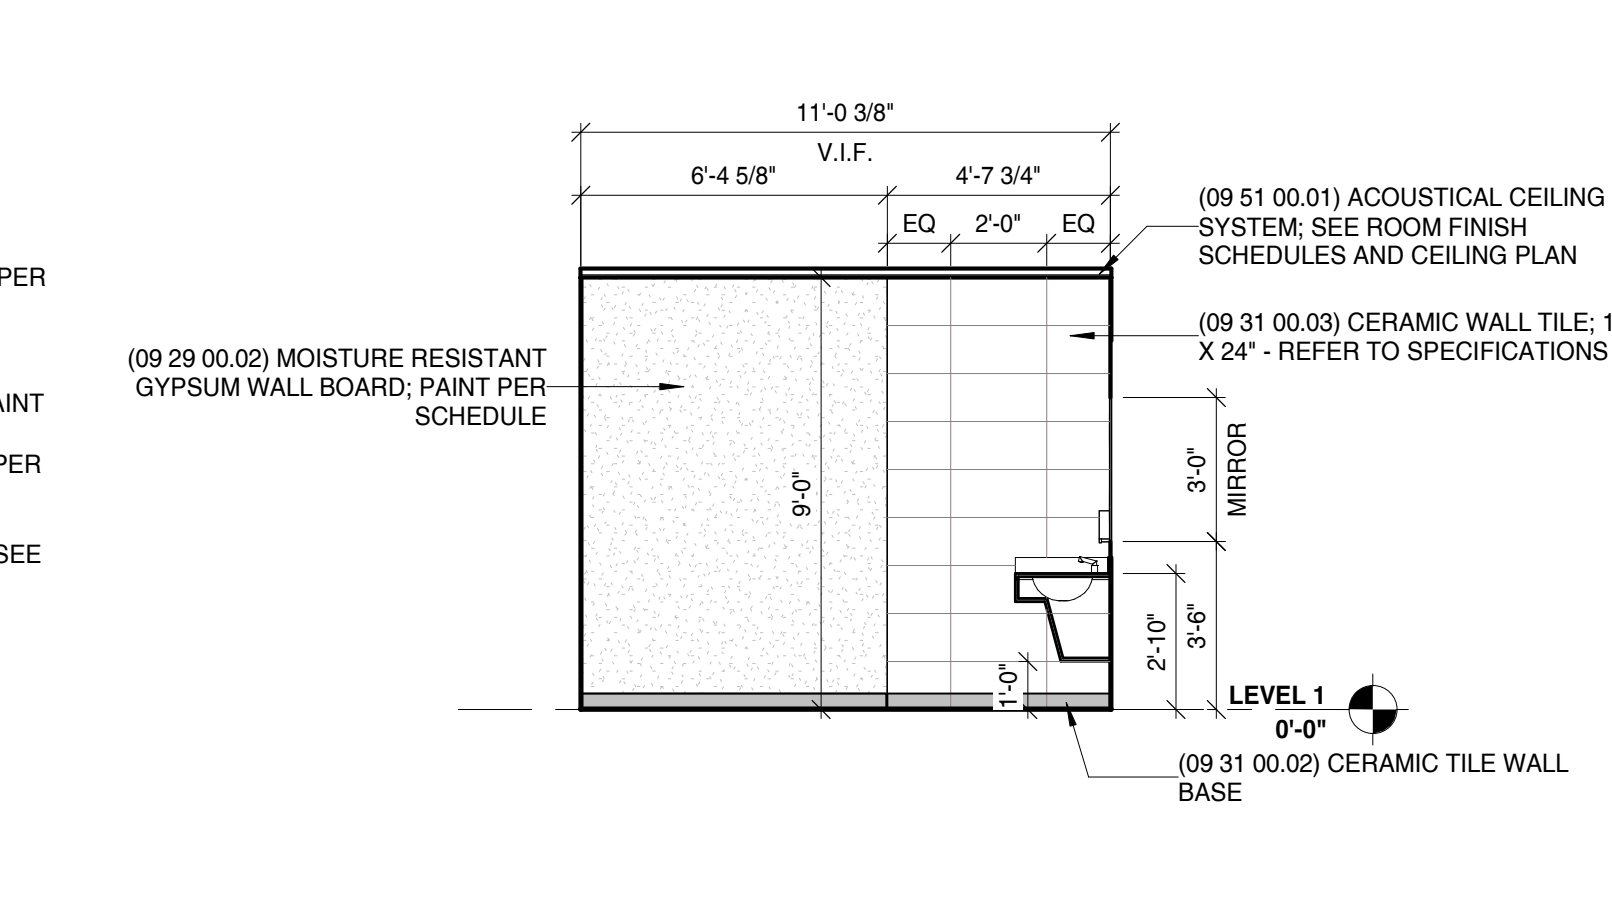 11'-0 3/8"
V.I.F.
6'-4 5/8"
4'-7 3/4"
EQ
2'-0"
EQ
(09 51 00.01) ACOUSTICAL CEILING
SYSTEM; SEE ROOM FINISH
SCHEDULES AND CEILING PLAN
PER
(09 31 00.03) CERAMIC WALL TILE; 1
X 24" - REFER TO SPECIFICATIONS
(09 29 00.02) MOISTURE RESISTANT
GYPSUM WALL BOARD; PAINT PER
SCHEDULE
AINT
PER
SEE
9'-0"
3'-0"
MIRROR
1'-0"
2'-10"
3'-6"
LEVEL 1
0'-0"
(09 31 00.02) CERAMIC TILE WALL
BASE